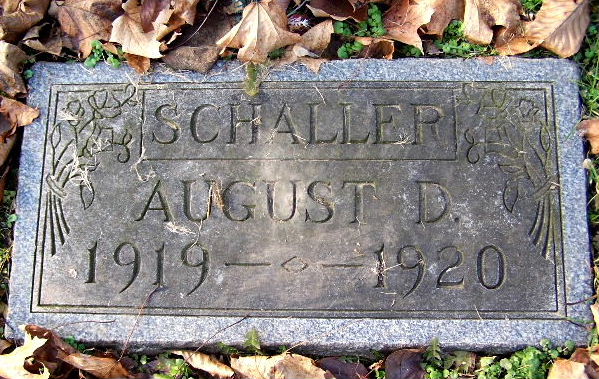 SCHALLER
AUGUST D.
1919 — 1920